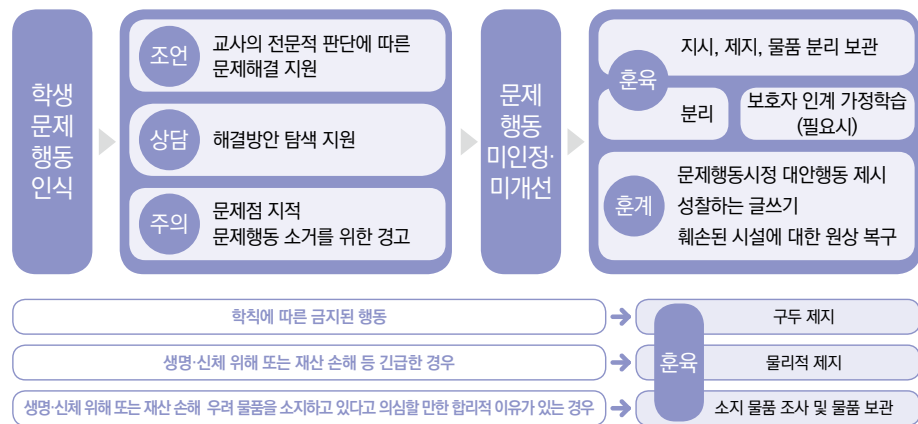 학생
문제
행동
인식
조언
교사의 전문적 판단에 따른
문제해결 지원
상담
해결방안 탐색 지원
주의
문제점 지적
문제행동 소거를 위한 경고
문제
행동
미인정·
미개선
훈육
지시, 제지, 물품 분리 보관
분리
보호자 인계 가정학습
(필요시)
훈계
문제행동시정 대안행동 제시
성찰하는 글쓰기
훼손된 시설에 대한 원상 복구
학칙에 따른 금지된 행동
구두 제지
생명·신체 위해 또는 재산 손해 등 긴급한 경우
훈육
물리적 제지
생명·신체 위해 또는 재산 손해 우려 물품을 소지하고 있다고 의심할 만한 합리적 이유가 있는 경우
소지 물품 조사 및 물품 보관